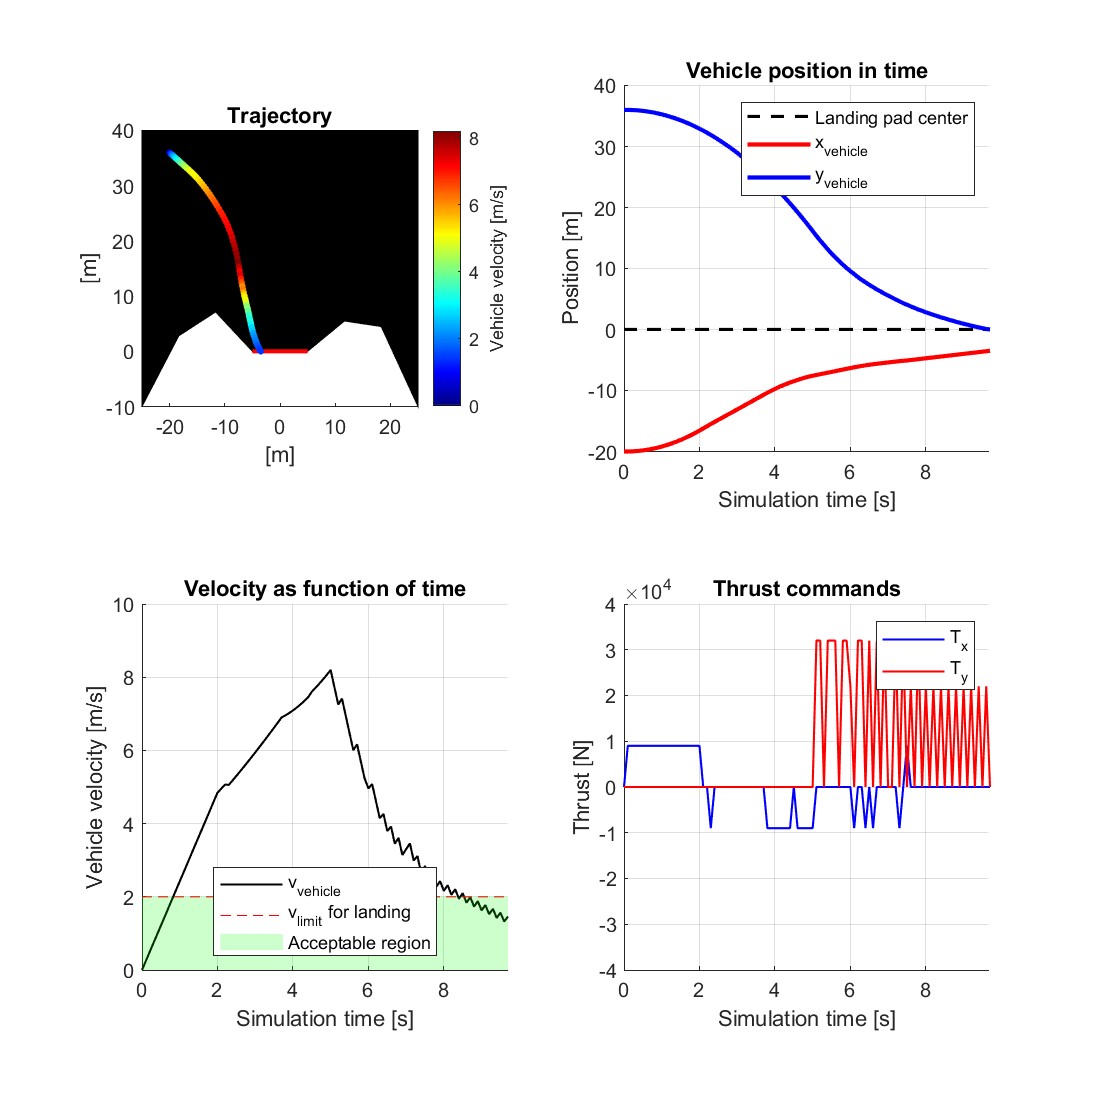 Trajectory
40
30
20
10
0
-10
-20 -10 0 10 20
[m]
[m]
8
6
4
2
0
Vehicle velocity [m/s]
Vehicle position in time
40
30
20
10
0
-10
-20
0 2 4 6 8
Position [m]
Simulation time [s]
Landing pad center
x_vehicle
y_vehicle
Velocity as function of time
10
8
6
4
2
0
0 2 4 6 8
Vehicle velocity [m/s]
Simulation time [s]
v_vehicle
v_limit for landing
Acceptable region
Thrust commands
×10^4
4
3
2
1
0
-1
-2
-3
-4
0 2 4 6 8
Thrust [N]
Simulation time [s]
T_x
T_y